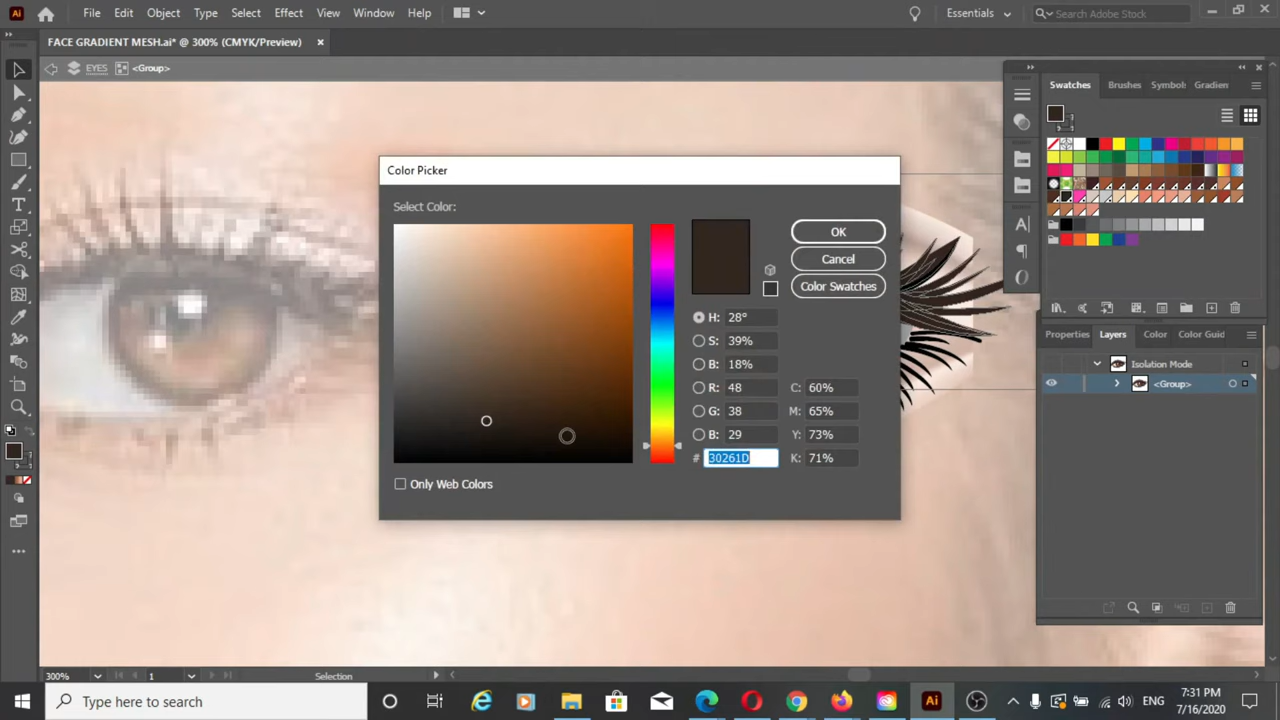 Ai File Edit Object Type Select Effect View Window Help Essentials Search Adobe Stock
FACE GRADIENT MESH.ai* @ 300% (CMYK/Preview)
EYES <Group>
Color Picker
Select Color:
OK
Cancel
Color Swatches
H: 28°
S: 39%
B: 18%
R: 48 C: 60%
G: 38 M: 65%
B: 29 Y: 73%
# 30261D K: 71%
Only Web Colors
Swatches Brushes Symbol: Gradien
Properties Layers Color Color Guid
Isolation Mode
<Group>
300% 1 Selection
Type here to search
Ai
ENG
7:31 PM
7/16/2020